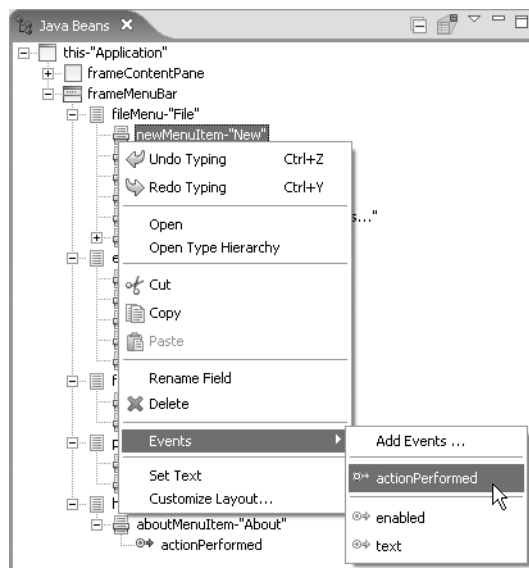 Java Beans
this-"Application"
frameContentPane
frameMenuBar
fileMenu-"File"
newMenuItem-"New"
Undo Typing Ctrl+Z
Redo Typing Ctrl+Y
s..."
Open
Open Type Hierarchy
e
Cut
Copy
Paste
Rename Field
f
Delete
Events
p
Add Events ...
Set Text
actionPerformed
Customize Layout...
enabled
aboutMenuItem-"About"
text
actionPerformed